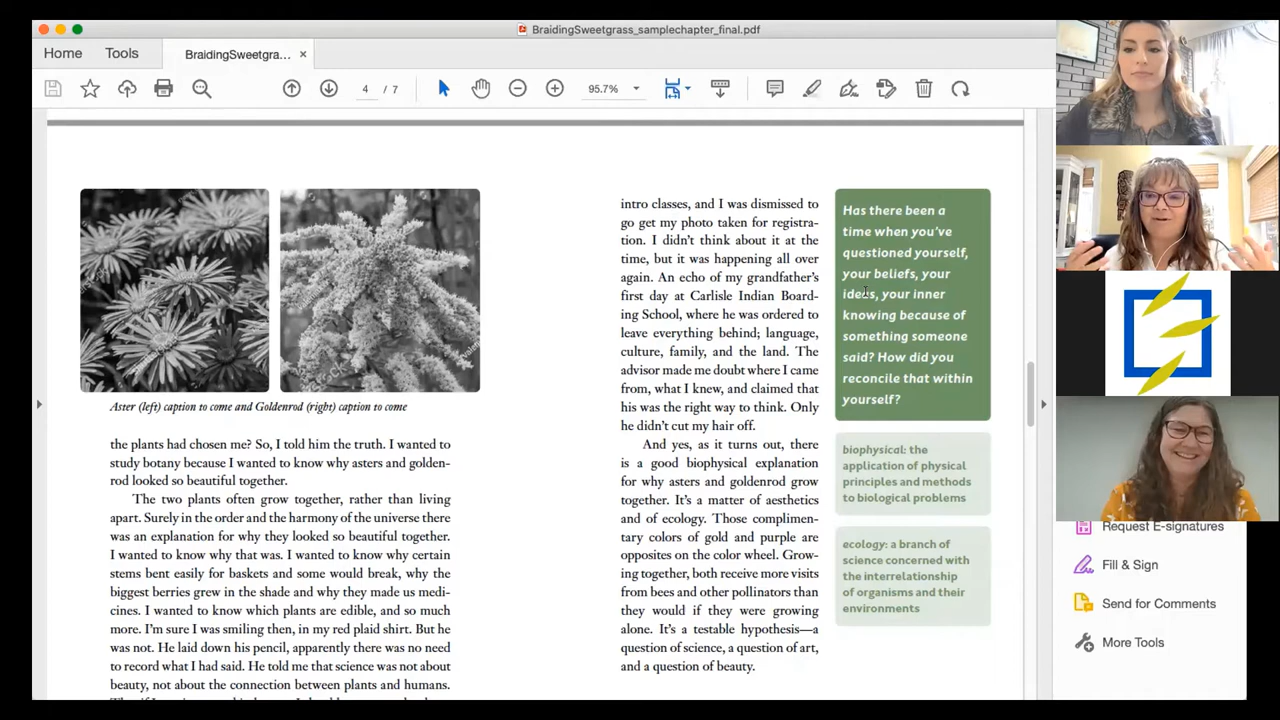 BraidingSweetgrass_samplechapter_final.pdf
Home
Tools
BraidingSweetgra...
4 / 7
95.7%
Aster (left) caption to come and Goldenrod (right) caption to come
the plants had chosen me? So, I told him the truth. I wanted to
study botany because I wanted to know why asters and golden-
rod looked so beautiful together.
The two plants often grow together, rather than living
apart. Surely in the order and the harmony of the universe there
was an explanation for why they looked so beautiful together.
I wanted to know why that was. I wanted to know why certain
stems bent easily for baskets and some would break, why the
biggest berries grew in the shade and why they made us medi-
cines. I wanted to know which plants are edible, and so much
more. I'm sure I was smiling then, in my red plaid shirt. But he
was not. He laid down his pencil, apparently there was no need
to record what I had said. He told me that science was not about
beauty, not about the connection between plants and humans.
intro classes, and I was dismissed to
go get my photo taken for registra-
tion. I didn't think about it at the
time, but it was happening all over
again. An echo of my grandfather's
first day at Carlisle Indian Board-
ing School, where he was ordered to
leave everything behind; language,
culture, family, and the land. The
advisor made me doubt where I came
from, what I knew, and claimed that
his was the right way to think. Only
he didn't cut my hair off.
And yes, as it turns out, there
is a good biophysical explanation
for why asters and goldenrod grow
together. It's a matter of aesthetics
and of ecology. Those complimen-
tary colors of gold and purple are
opposites on the color wheel. Grow-
ing together, both receive more visits
from bees and other pollinators than
they would if they were growing
alone. It's a testable hypothesis—a
question of science, a question of art,
and a question of beauty.
Has there been a
time when you've
questioned yourself,
your beliefs, your
ideas, your inner
knowing because of
something someone
said? How did you
reconcile that within
yourself?
biophysical: the
application of physical
principles and methods
to biological problems
ecology: a branch of
science concerned with
the interrelationship
of organisms and their
environments
Request E-signatures
Fill & Sign
Send for Comments
More Tools